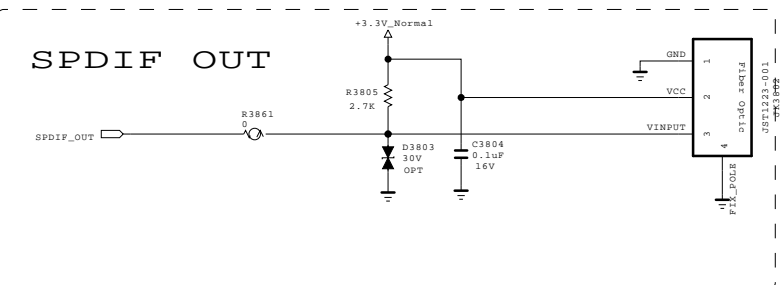 +3.3V_Normal
SPDIF OUT
GND
1
R3805
2.7K
VCC
2
R3861
0
SPDIF_OUT
VINPUT
3
D3803
30V
OPT
C3804
0.1uF
16V
4
Fiber Optic
JST1223-001
JK3802
FIX_POLE